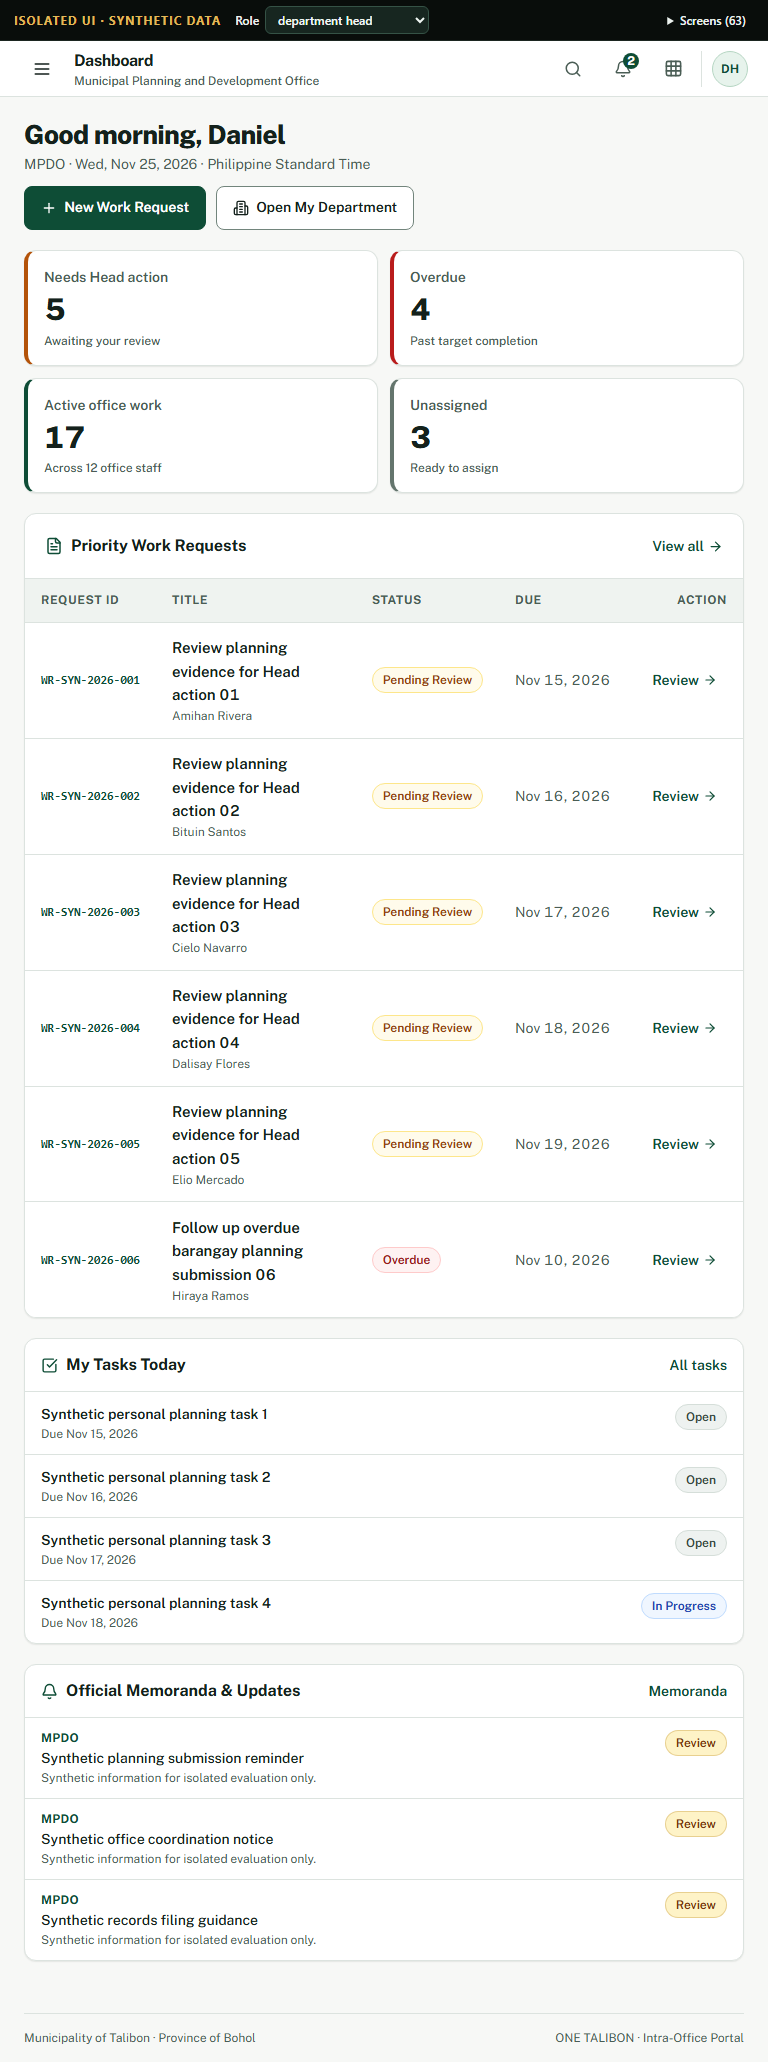 ISOLATED UI · SYNTHETIC DATA Role department head Screens (63)
Dashboard
Municipal Planning and Development Office
2
DH
Good morning, Daniel
MPDO · Wed, Nov 25, 2026 · Philippine Standard Time
New Work Request Open My Department
Needs Head action
5
Awaiting your review
Overdue
4
Past target completion
Active office work
17
Across 12 office staff
Unassigned
3
Ready to assign
Priority Work Requests View all →
REQUEST ID TITLE STATUS DUE ACTION
WR-SYN-2026-001
Review planning
evidence for Head
action 01
Amihan Rivera
Pending Review
Nov 15, 2026
Review →
WR-SYN-2026-002
Review planning
evidence for Head
action 02
Bituin Santos
Pending Review
Nov 16, 2026
Review →
WR-SYN-2026-003
Review planning
evidence for Head
action 03
Cielo Navarro
Pending Review
Nov 17, 2026
Review →
WR-SYN-2026-004
Review planning
evidence for Head
action 04
Dalisay Flores
Pending Review
Nov 18, 2026
Review →
WR-SYN-2026-005
Review planning
evidence for Head
action 05
Elio Mercado
Pending Review
Nov 19, 2026
Review →
WR-SYN-2026-006
Follow up overdue
barangay planning
submission 06
Hiraya Ramos
Overdue
Nov 10, 2026
Review →
My Tasks Today All tasks
Synthetic personal planning task 1
Due Nov 15, 2026
Open
Synthetic personal planning task 2
Due Nov 16, 2026
Open
Synthetic personal planning task 3
Due Nov 17, 2026
Open
Synthetic personal planning task 4
Due Nov 18, 2026
In Progress
Official Memoranda & Updates Memoranda
MPDO
Synthetic planning submission reminder
Synthetic information for isolated evaluation only.
Review
MPDO
Synthetic office coordination notice
Synthetic information for isolated evaluation only.
Review
MPDO
Synthetic records filing guidance
Synthetic information for isolated evaluation only.
Review
Municipality of Talibon · Province of Bohol ONE TALIBON · Intra-Office Portal